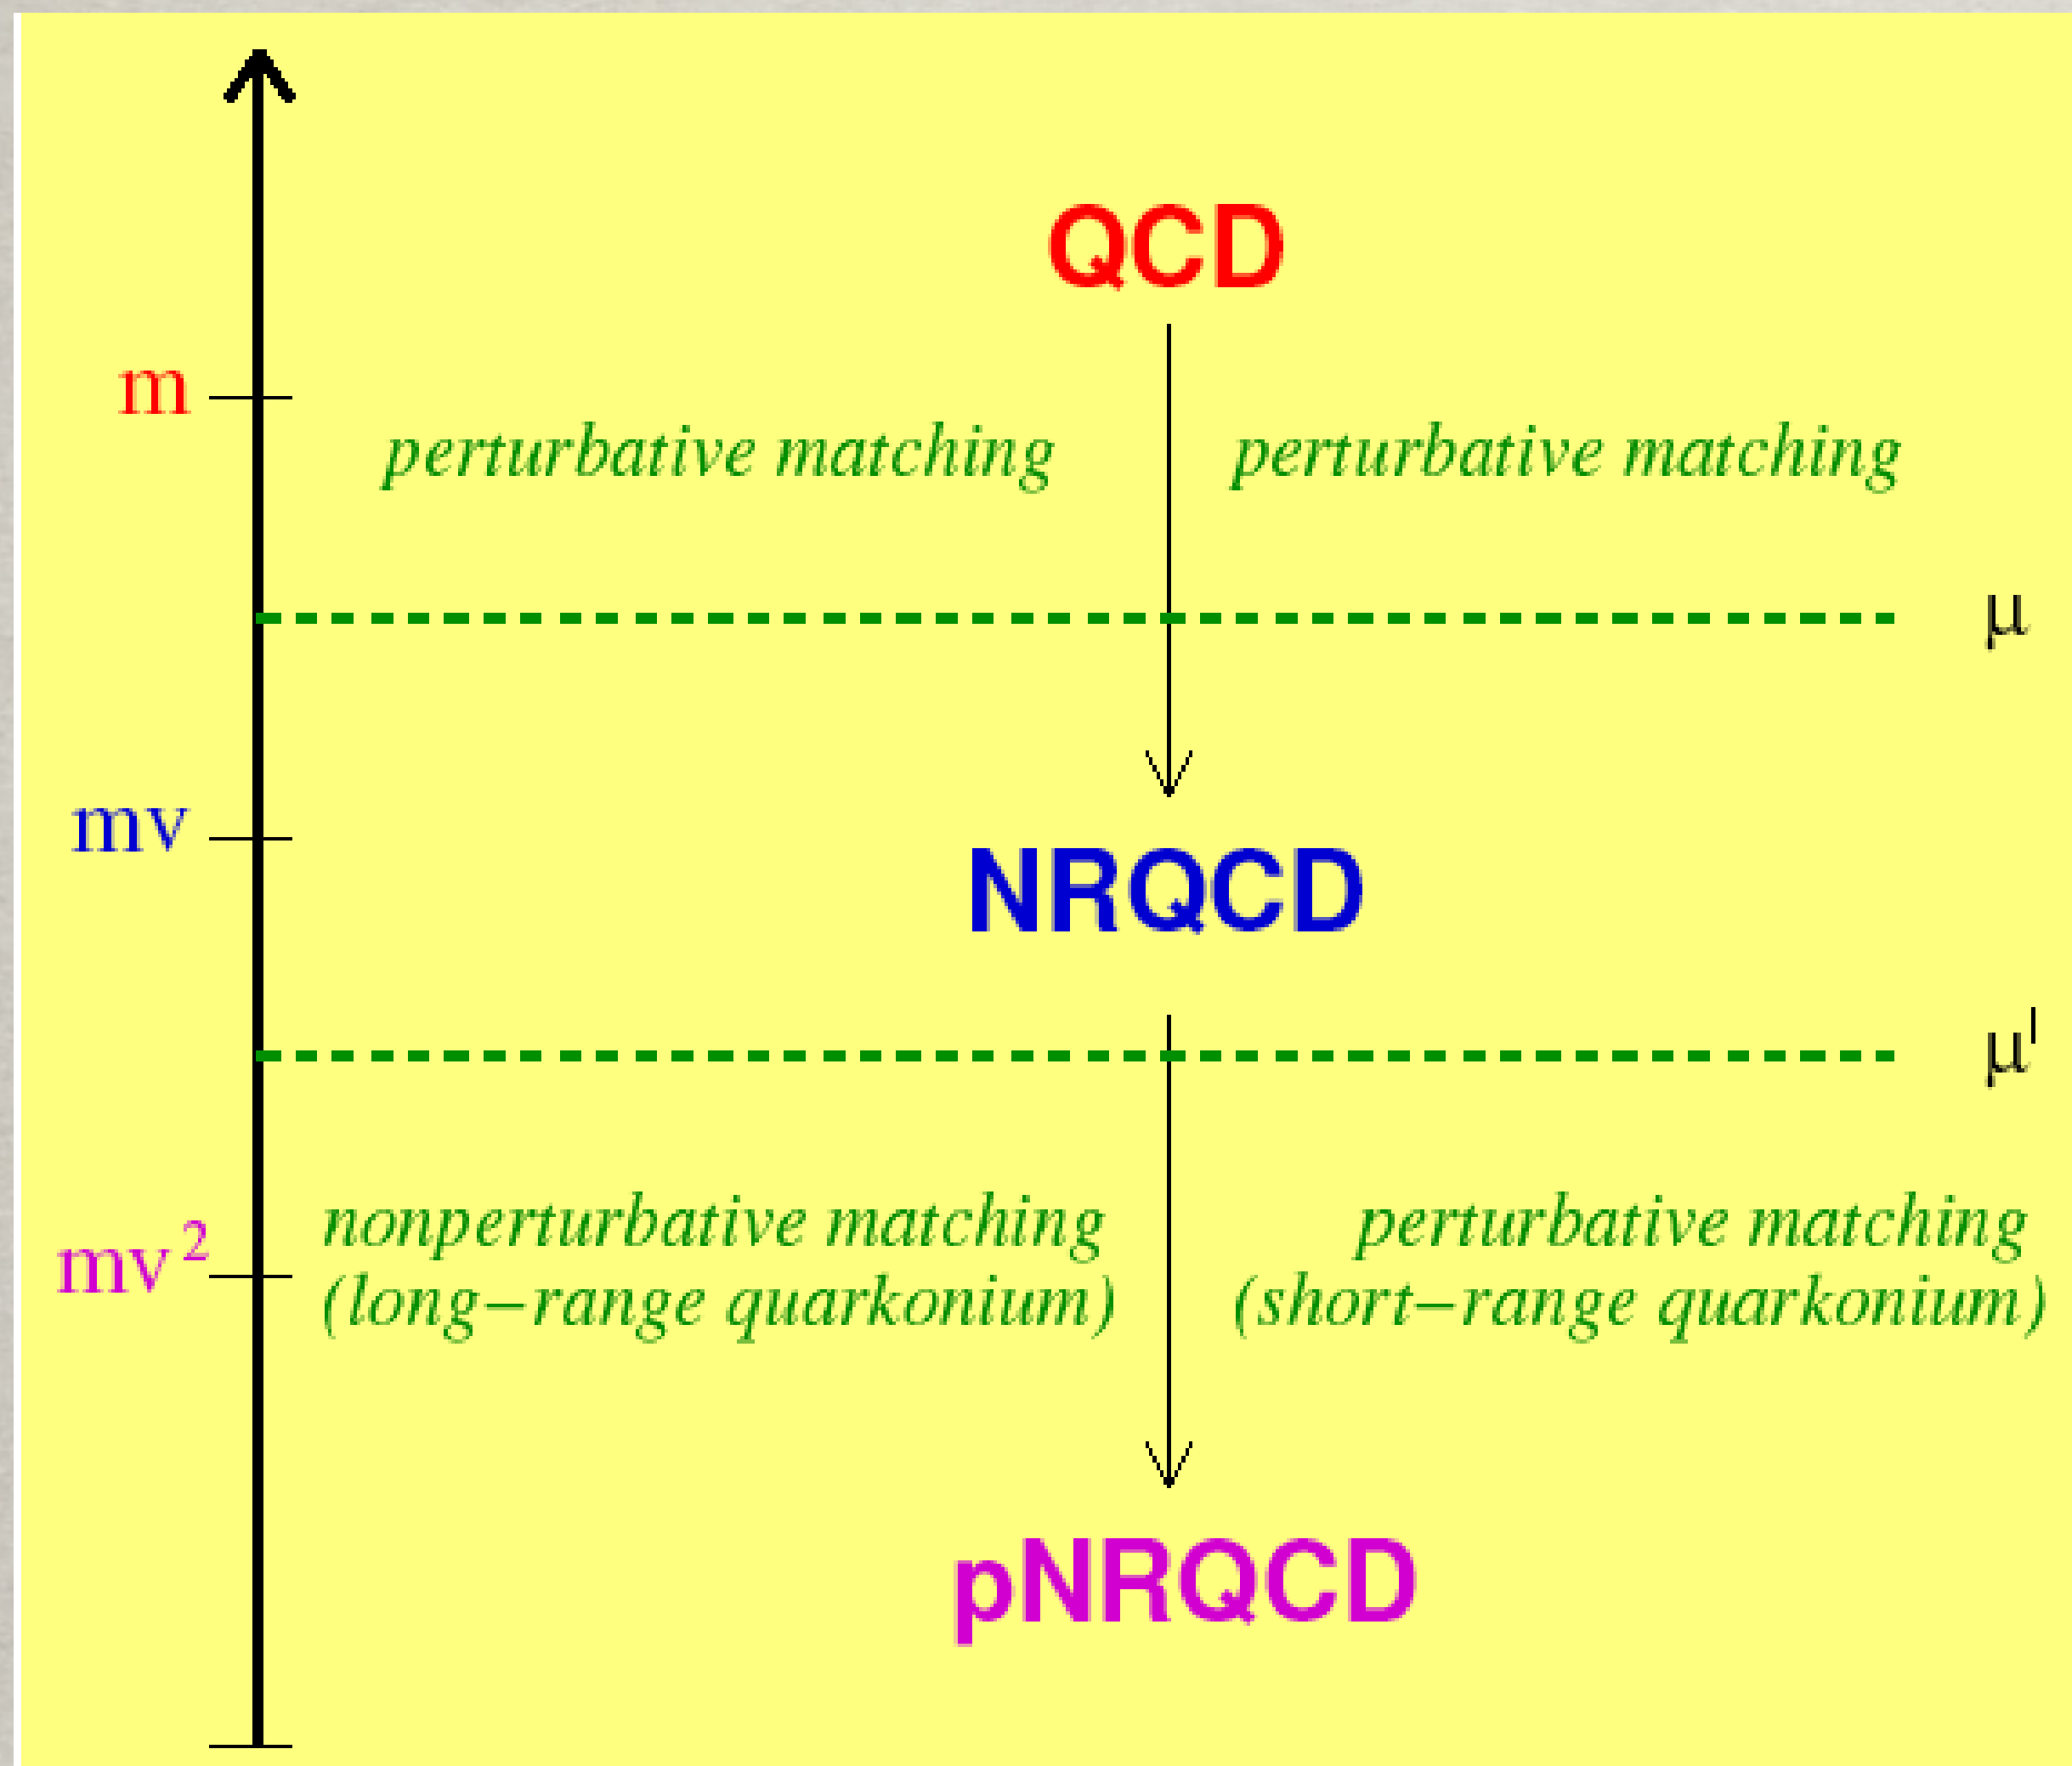 QCD
m
perturbative matching perturbative matching
μ
mv
NRQCD
μ'
nonperturbative matching perturbative matching
mv²
(long–range quarkonium) (short–range quarkonium)
pNRQCD